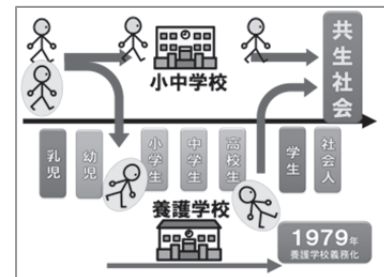 小中学校
共生社会
乳児
幼児
小学生
中学生
高校生
学生
社会人
養護学校
1979年
養護学校義務化